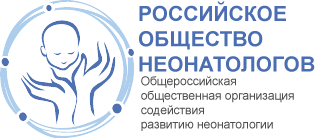 РОССИЙСКОЕ
ОБЩЕСТВО
НЕОНАТОЛОГОВ
Общероссийская
общественная организация
содействия
развитию неонатологии